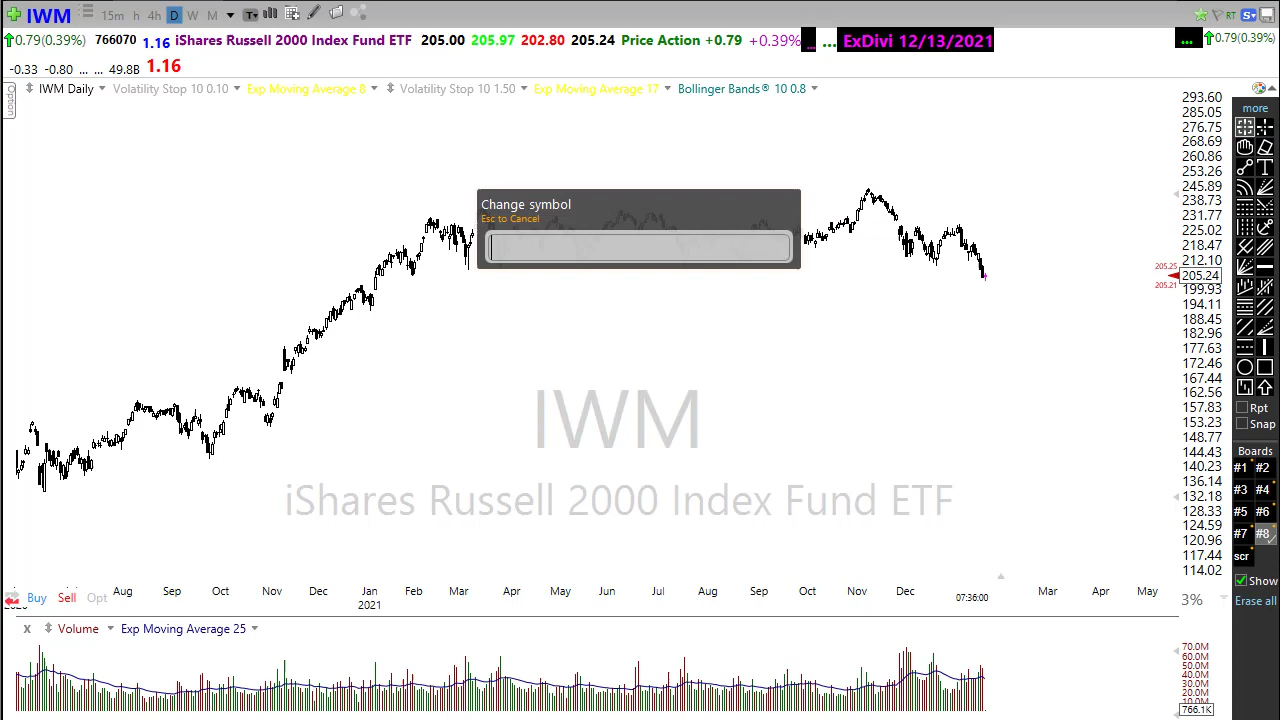 IWM 15m h 4h D W M T RT S
0.79(0.39%) 766070 1.16 iShares Russell 2000 Index Fund ETF 205.00 205.97 202.80 205.24 Price Action +0.79 +0.39% ... ... ExDivi 12/13/2021 ... 0.79(0.39%)
-0.33 -0.80 ... ... 49.8B 1.16
Option
IWM Daily Volatility Stop 10 0.10 Exp Moving Average 8 Volatility Stop 10 1.50 Exp Moving Average 17 Bollinger Bands® 10 0.8
293.60
285.05
276.75
268.69
260.86
253.26
245.89
238.73
231.77
225.02
218.47
212.10
205.25
205.24
205.21
199.93
194.11
188.45
182.96
177.63
172.46
167.44
162.56
157.83
153.23
148.77
144.43
140.23
136.14
132.18
128.33
124.59
120.96
117.44
114.02
more
T
Rpt
Snap
Boards
#1 #2
#3 #4
#5 #6
#7 #8
scr
Show
Erase all
Change symbol
Esc to Cancel
IWM
iShares Russell 2000 Index Fund ETF
Aug Sep Oct Nov Dec Jan Feb Mar Apr May Jun Jul Aug Sep Oct Nov Dec 07:36:00 Mar Apr May
2021
Buy Sell Opt
3%
X Volume Exp Moving Average 25
70.0M
60.0M
50.0M
40.0M
30.0M
20.0M
766.1K